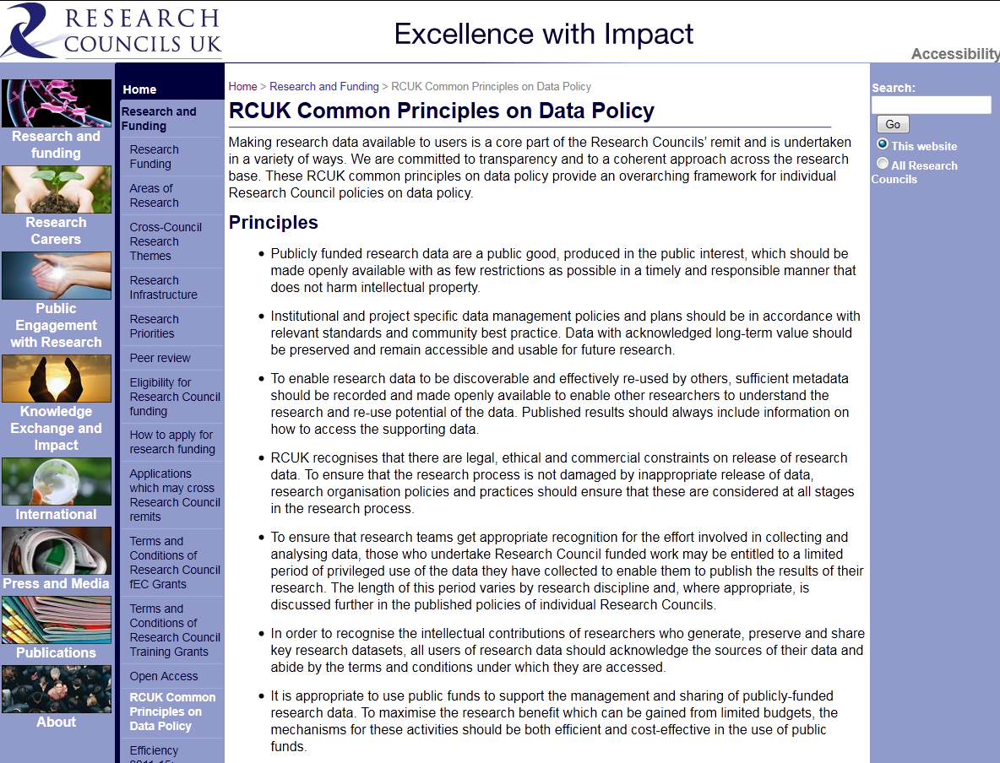 RESEARCH
COUNCILS UK
Excellence with Impact
Accessibility
Research and
funding
Research
Careers
Public
Engagement
with Research
Knowledge
Exchange and
Impact
International
Press and Media
Publications
About
Home
Research and
Funding
Research
Funding
Areas of
Research
Cross-Council
Research
Themes
Research
Infrastructure
Research
Priorities
Peer review
Eligibility for
Research Council
funding
How to apply for
research funding
Applications
which may cross
Research Council
remits
Terms and
Conditions of
Research Council
fEC Grants
Terms and
Conditions of
Research Council
Training Grants
Open Access
RCUK Common
Principles on
Data Policy
Efficiency
2011-15:
Home > Research and Funding > RCUK Common Principles on Data Policy
RCUK Common Principles on Data Policy
Making research data available to users is a core part of the Research Councils’ remit and is undertaken
in a variety of ways. We are committed to transparency and to a coherent approach across the research
base. These RCUK common principles on data policy provide an overarching framework for individual
Research Council policies on data policy.
Principles
• Publicly funded research data are a public good, produced in the public interest, which should be
made openly available with as few restrictions as possible in a timely and responsible manner that
does not harm intellectual property.
• Institutional and project specific data management policies and plans should be in accordance with
relevant standards and community best practice. Data with acknowledged long-term value should
be preserved and remain accessible and usable for future research.
• To enable research data to be discoverable and effectively re-used by others, sufficient metadata
should be recorded and made openly available to enable other researchers to understand the
research and re-use potential of the data. Published results should always include information on
how to access the supporting data.
• RCUK recognises that there are legal, ethical and commercial constraints on release of research
data. To ensure that the research process is not damaged by inappropriate release of data,
research organisation policies and practices should ensure that these are considered at all stages
in the research process.
• To ensure that research teams get appropriate recognition for the effort involved in collecting and
analysing data, those who undertake Research Council funded work may be entitled to a limited
period of privileged use of the data they have collected to enable them to publish the results of their
research. The length of this period varies by research discipline and, where appropriate, is
discussed further in the published policies of individual Research Councils.
• In order to recognise the intellectual contributions of researchers who generate, preserve and share
key research datasets, all users of research data should acknowledge the sources of their data and
abide by the terms and conditions under which they are accessed.
• It is appropriate to use public funds to support the management and sharing of publicly-funded
research data. To maximise the research benefit which can be gained from limited budgets, the
mechanisms for these activities should be both efficient and cost-effective in the use of public
funds.
Search:
Go
This website
All Research
Councils